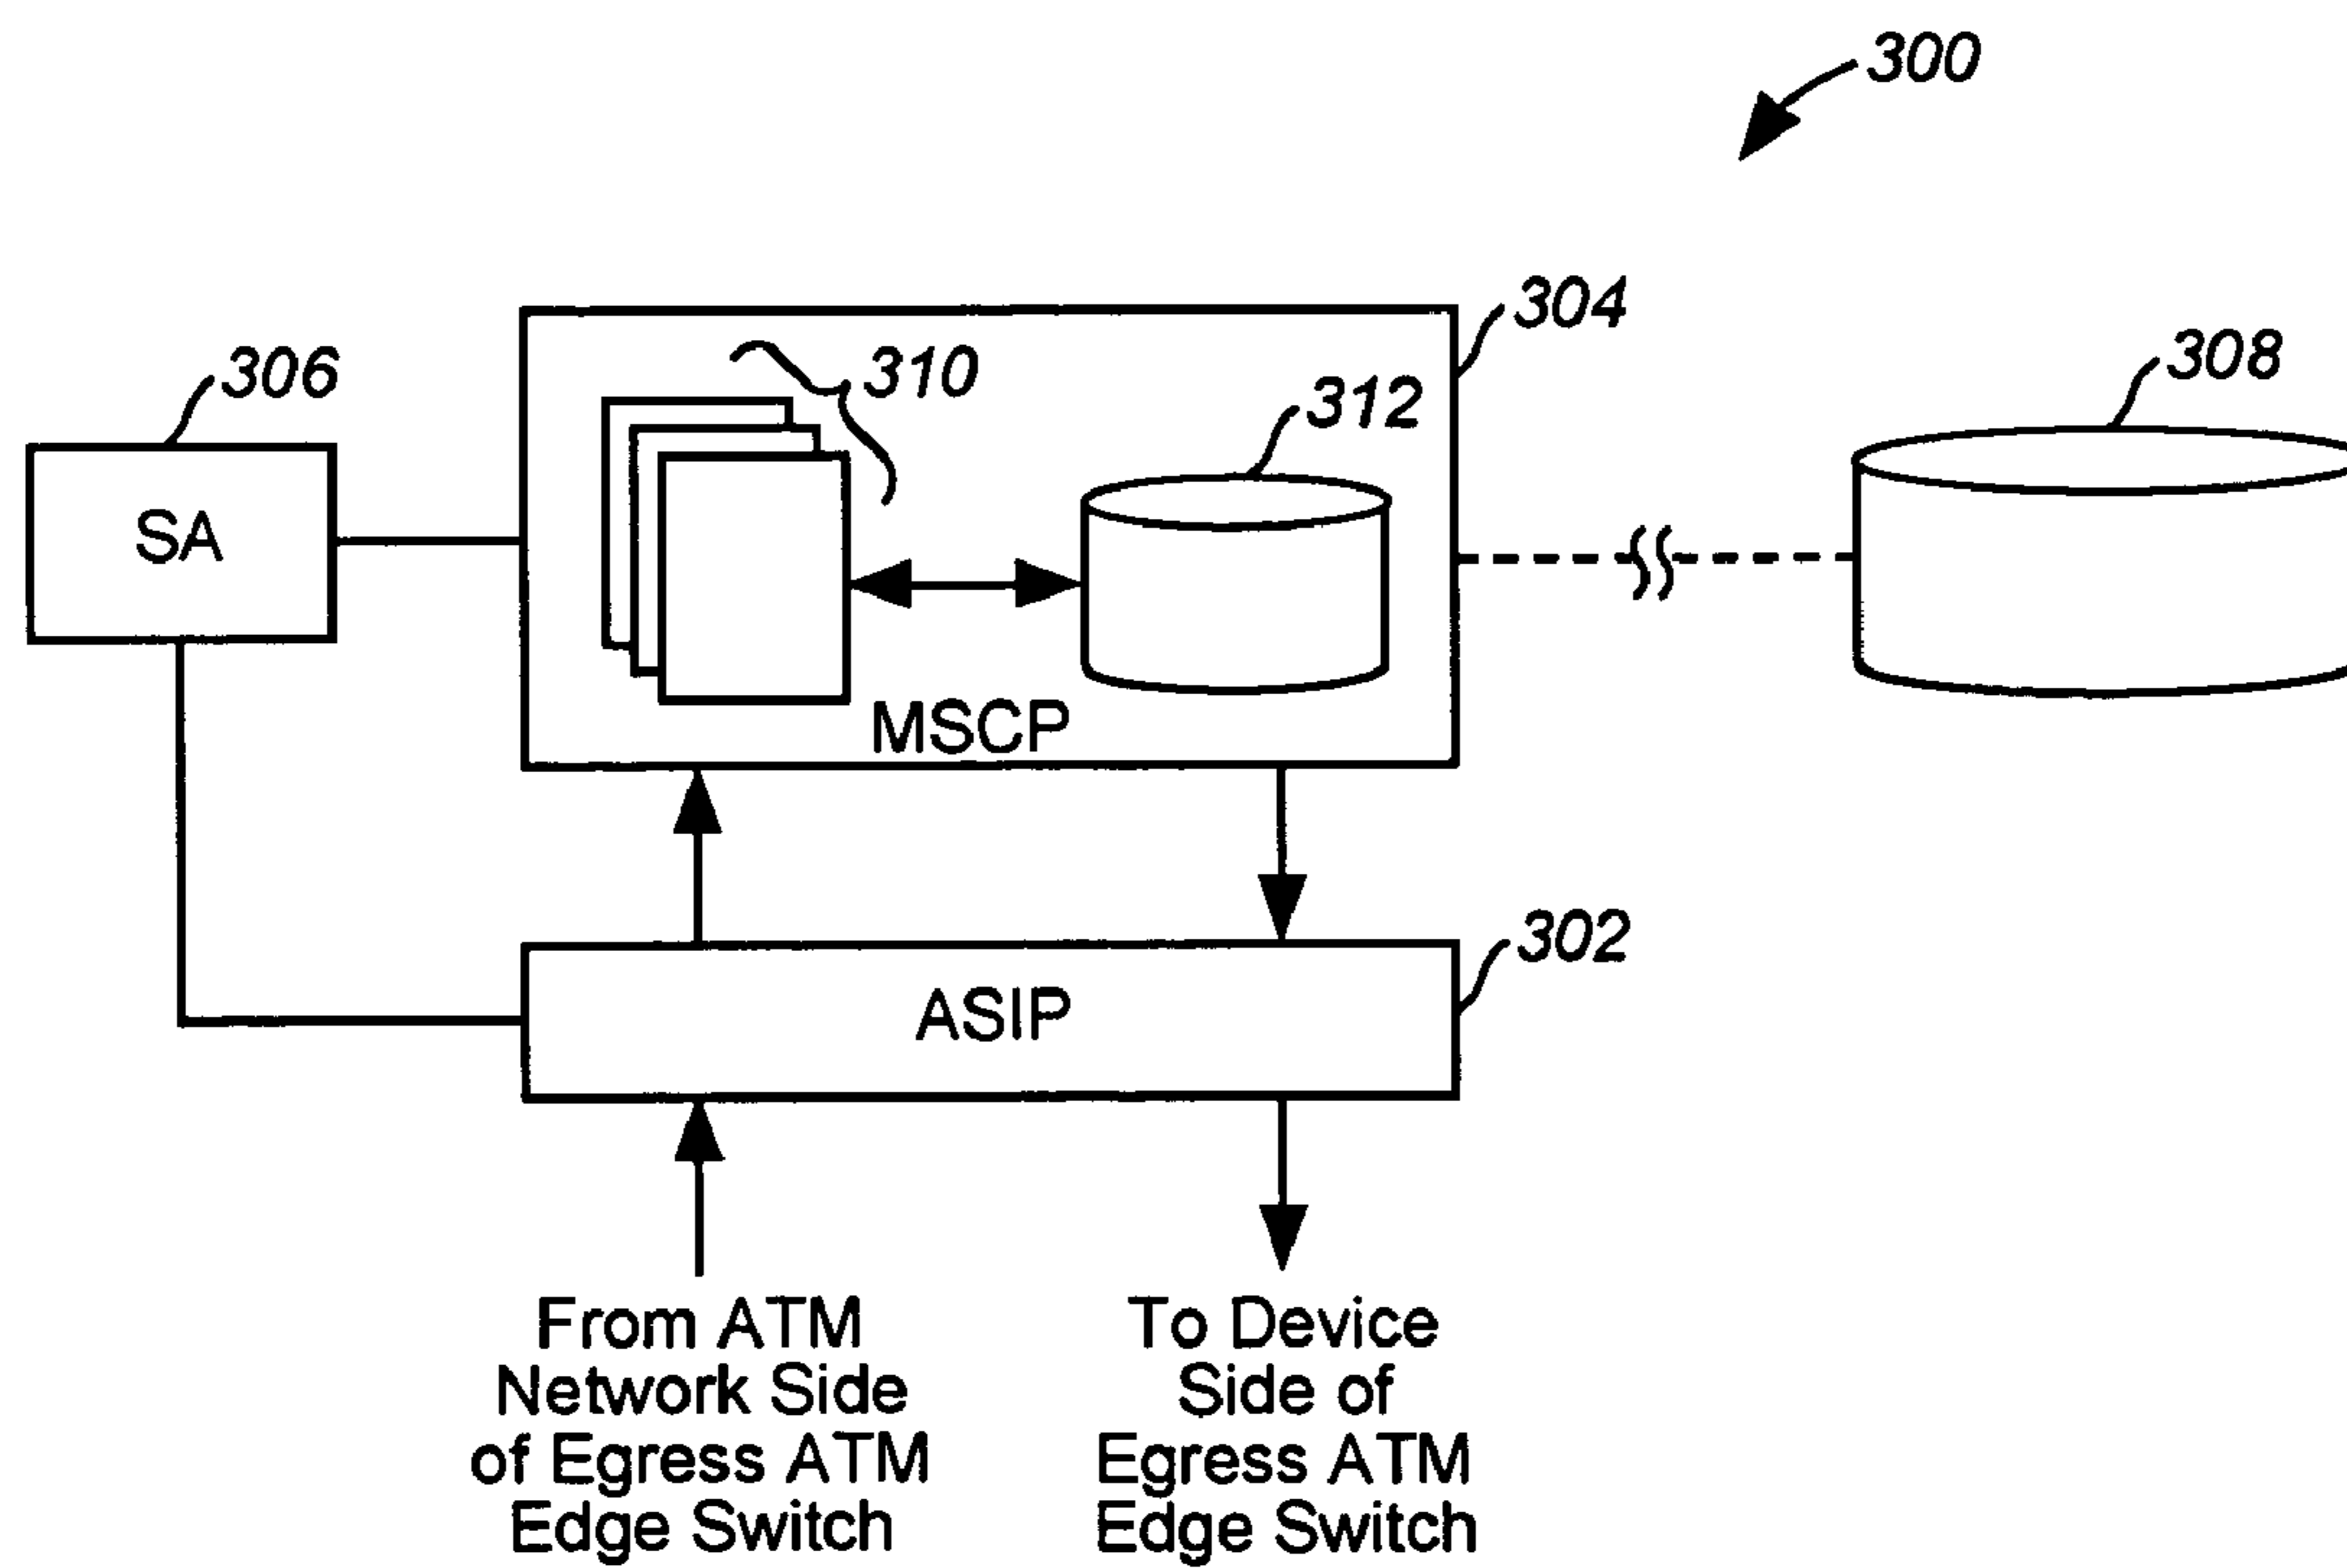 300
304
306
310
308
312
SA
MSCP
302
ASIP
From ATM
Network Side
of Egress ATM
Edge Switch
To Device
Side of
Egress ATM
Edge Switch